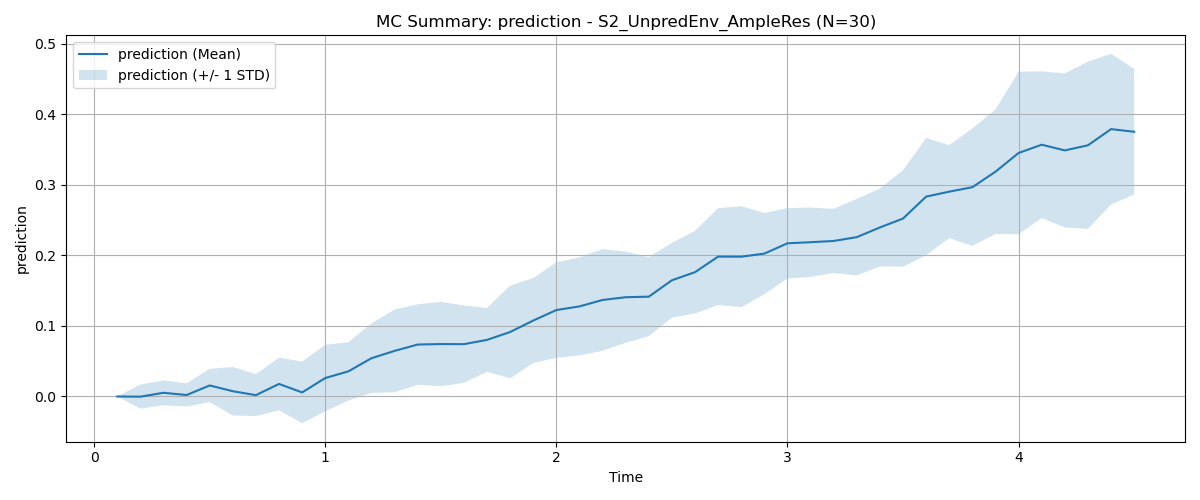 MC Summary: prediction - S2_UnpredEnv_AmpleRes (N=30)
prediction (Mean)
prediction (+/- 1 STD)
prediction
0.5
0.4
0.3
0.2
0.1
0.0
0 1 2 3 4
Time